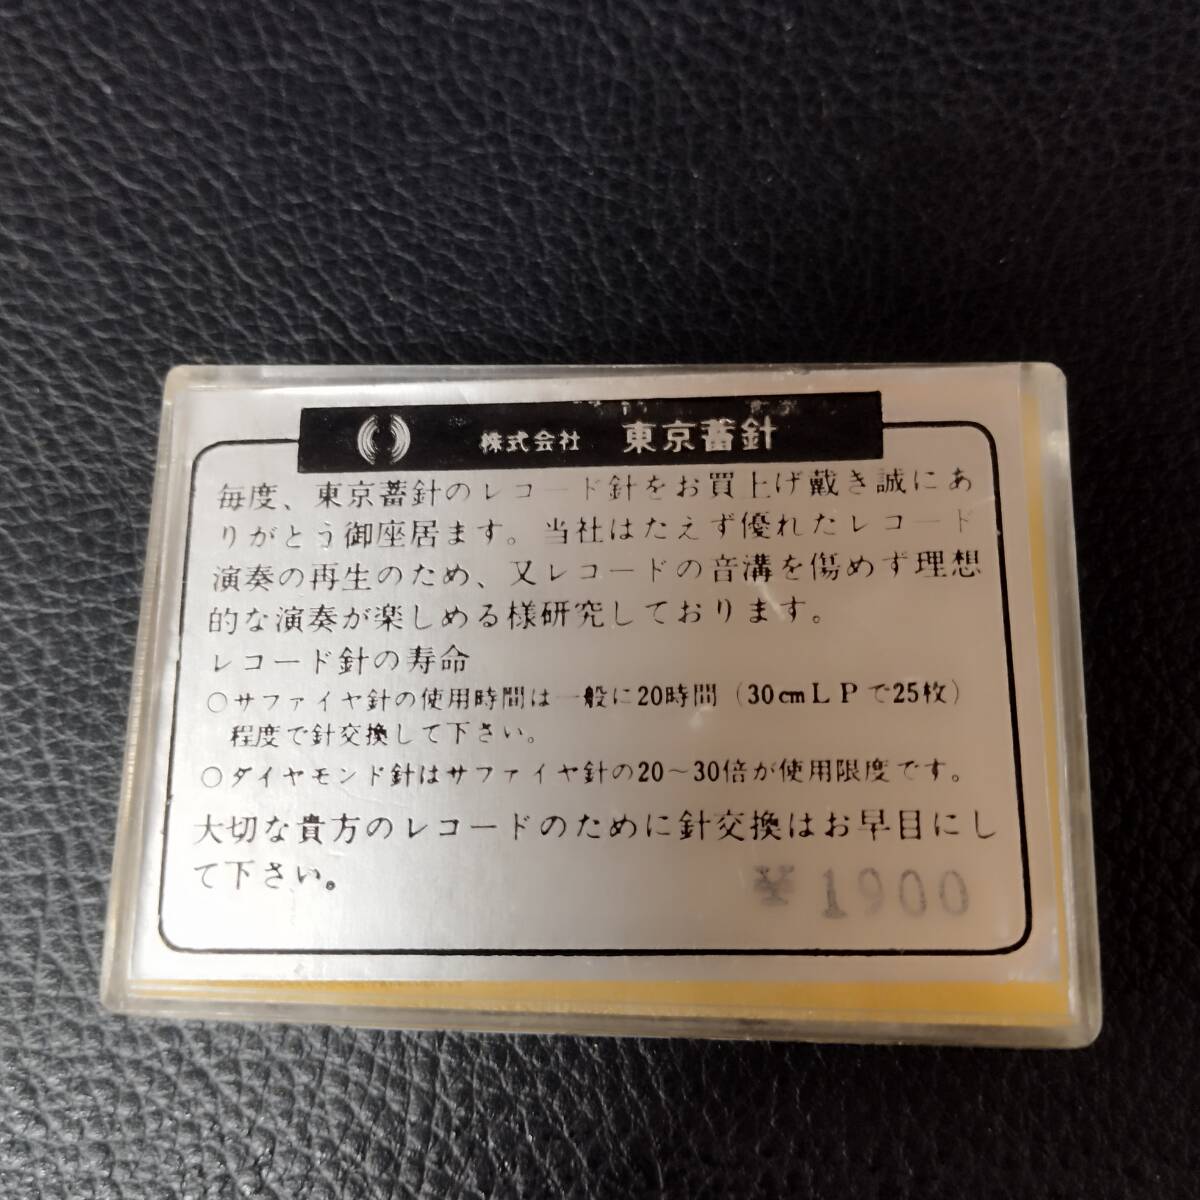 株式会社 東京蓄針
毎度、東京蓄針のレコード針をお買上げ戴き誠にあ
りがとう御座居ます。当社はたえず優れたレコード
演奏の再生のため、又レコードの音溝を傷めず理想
的な演奏が楽しめる様研究しております。
レコード針の寿命
○サファイヤ針の使用時間は一般に20時間(30cmLPで25枚)
程度で針交換して下さい。
○ダイヤモンド針はサファイヤ針の20～30倍が使用限度です。
大切な貴方のレコードのために針交換はお早目にし
て下さい。
¥1900